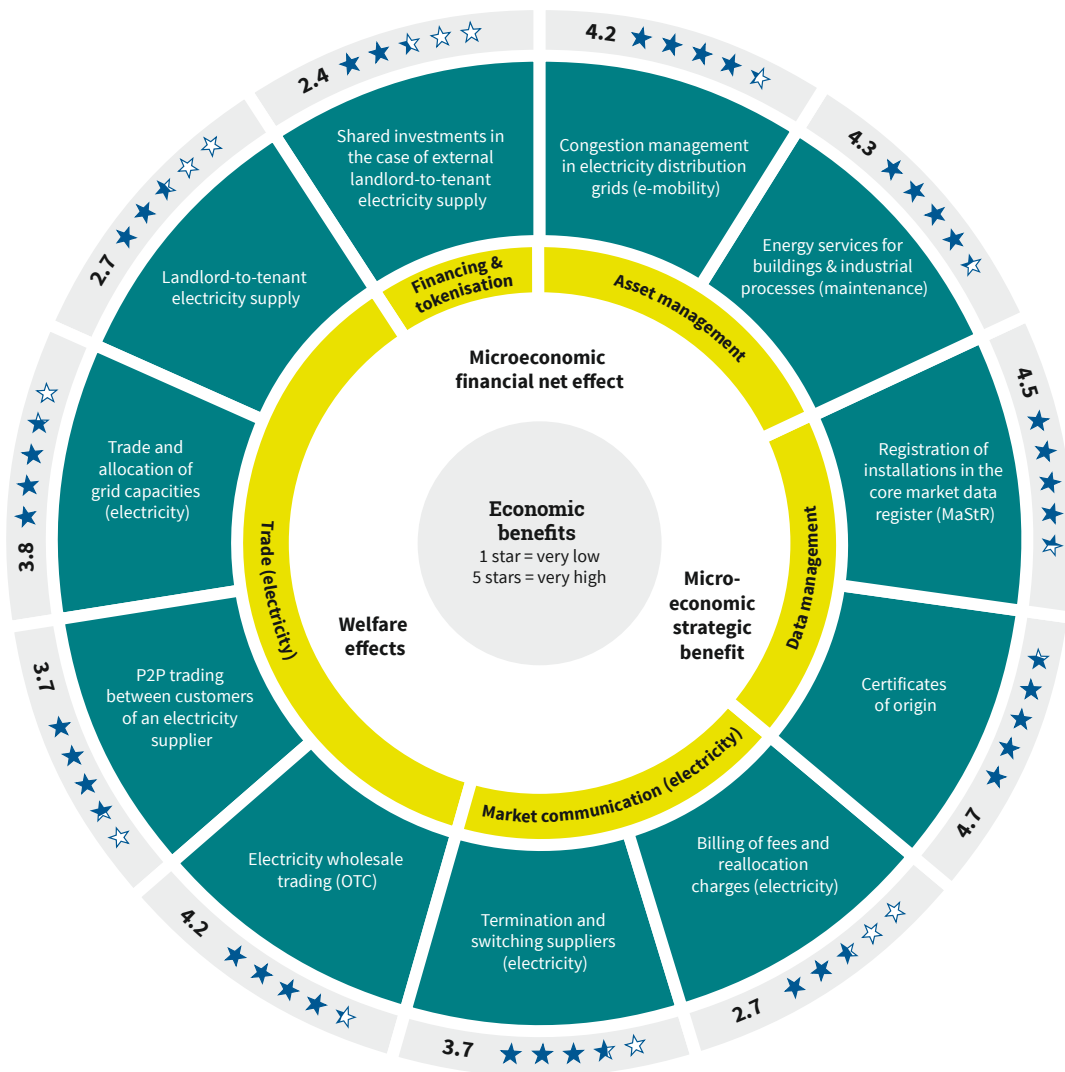 4.2
Congestion management
in electricity distribution
grids (e-mobility)
4.3
Energy services for
buildings & industrial
processes (maintenance)
4.5
Registration of
installations in the
core market data
register (MaStR)
4.7
Certificates
of origin
2.7
Billing of fees and
reallocation
charges (electricity)
3.7
Termination and
switching suppliers
(electricity)
4.2
Electricity wholesale
trading (OTC)
3.7
P2P trading
between customers
of an electricity
supplier
3.8
Trade and
allocation of
grid capacities
(electricity)
2.7
Landlord-to-tenant
electricity supply
2.4
Shared investments in
the case of external
landlord-to-tenant
electricity supply
Financing &
tokenisation
Asset management
Data management
Market communication (electricity)
Trade (electricity)
Microeconomic
financial net effect
Micro-
economic
strategic
benefit
Welfare
effects
Economic
benefits
1 star = very low
5 stars = very high